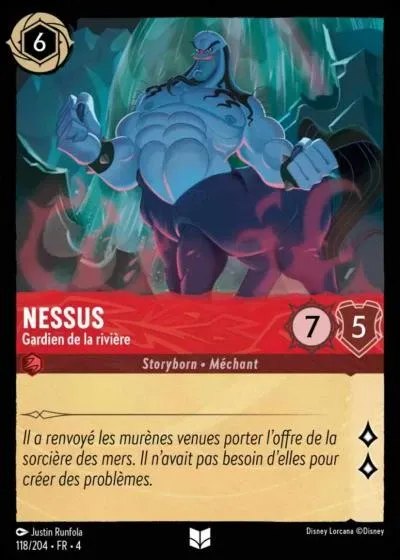 6
NESSUS
Gardien de la rivière
7
5
Storyborn • Méchant
Il a renvoyé les murènes venues porter l'offre de la
sorcière des mers. Il n'avait pas besoin d'elles pour
créer des problèmes.
Justin Runfola
Disney Lorcana ©Disney
118/204 • FR • 4